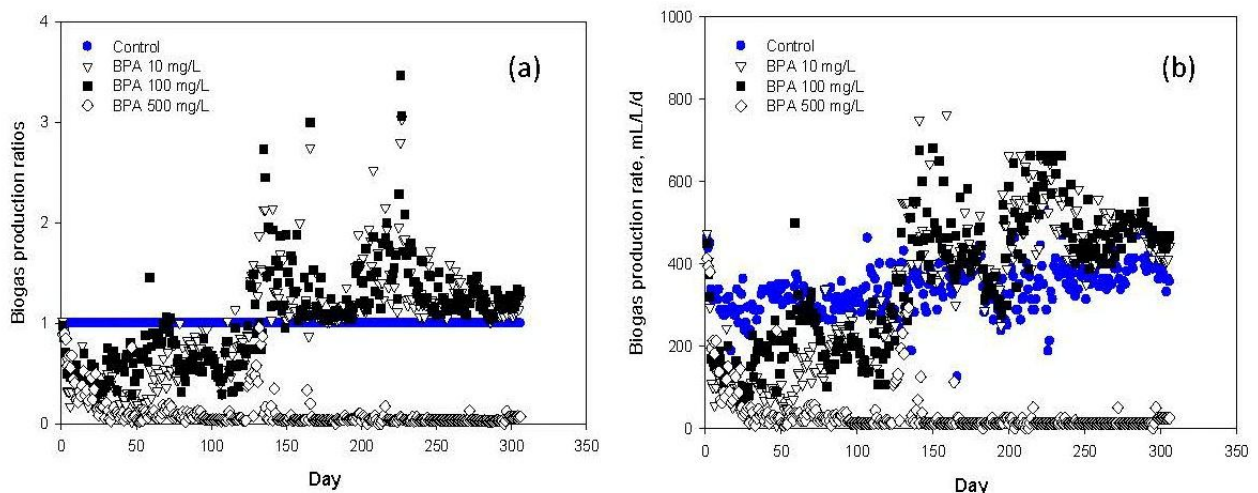 (a)
Biogas production ratios
4
3
2
1
0
Control
BPA 10 mg/L
BPA 100 mg/L
BPA 500 mg/L
0 50 100 150 200 250 300 350
Day
(b)
Biogas production rate, mL/L/d
1000
800
600
400
200
0
Control
BPA 10 mg/L
BPA 100 mg/L
BPA 500 mg/L
0 50 100 150 200 250 300 350
Day